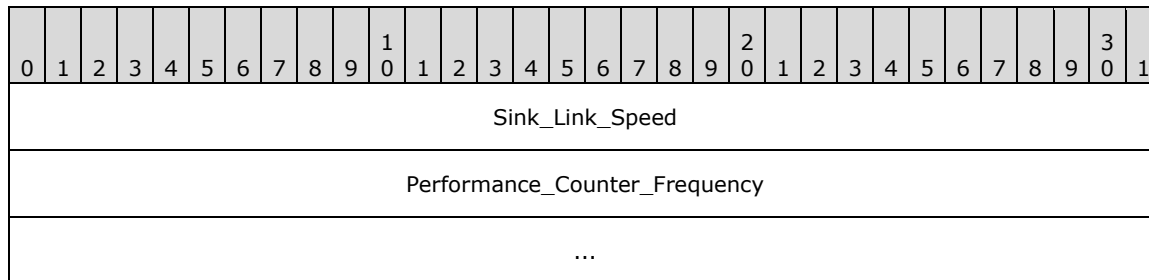 1 2 3
0 1 2 3 4 5 6 7 8 9 0 1 2 3 4 5 6 7 8 9 0 1 2 3 4 5 6 7 8 9 0 1
Sink_Link_Speed
Performance_Counter_Frequency
...